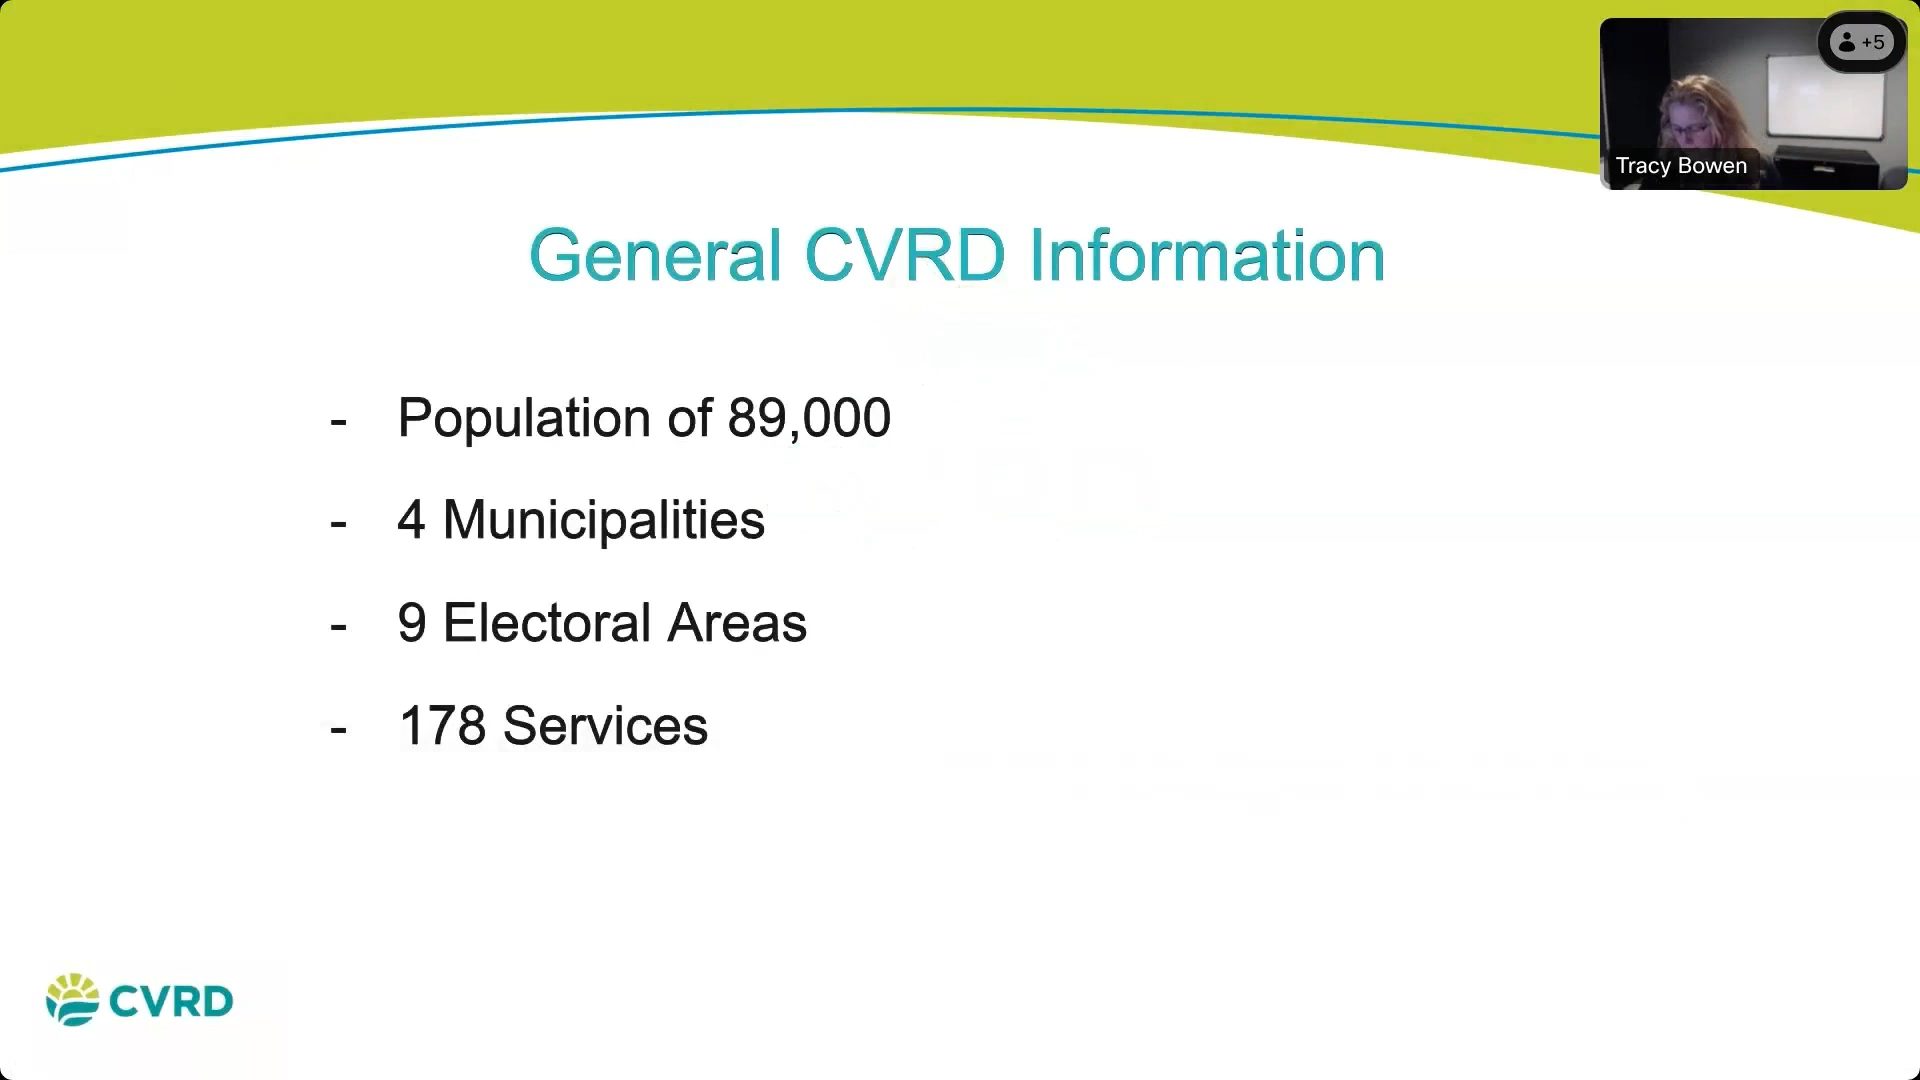 +5
Tracy Bowen
General CVRD Information
- Population of 89,000
- 4 Municipalities
- 9 Electoral Areas
- 178 Services
CVRD